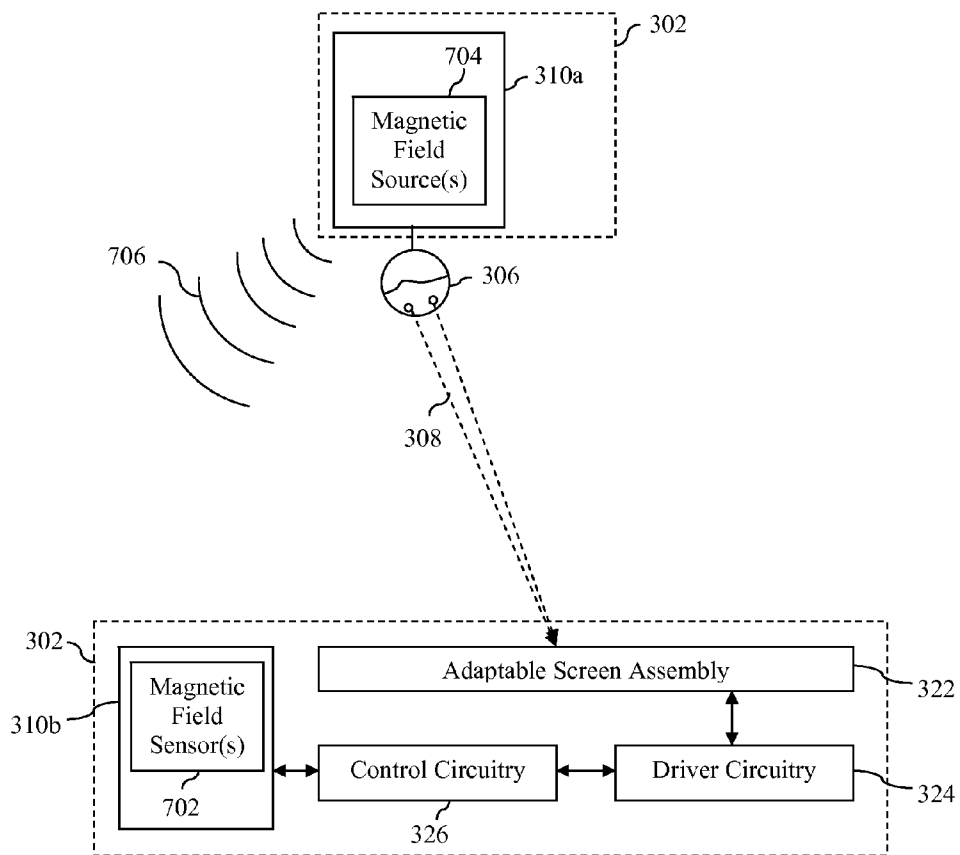 302
704
310a
Magnetic
Field
Source(s)
706
306
308
302
Adaptable Screen Assembly
322
310b
Magnetic
Field
Sensor(s)
702
Control Circuitry
326
Driver Circuitry
324